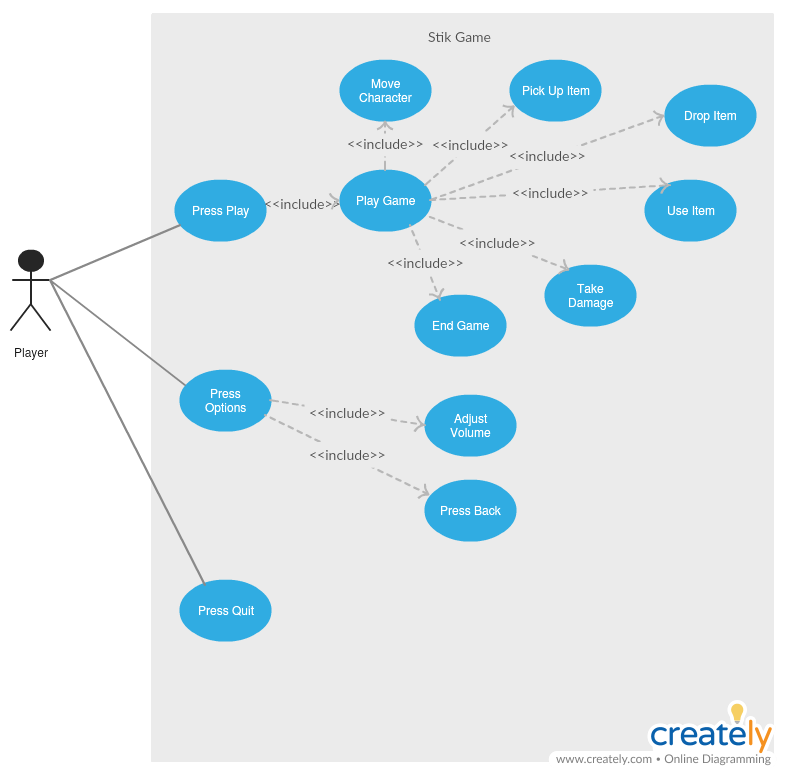 Stik Game
Move
Character
Pick Up Item
Drop Item
<<include>>
<<include>>
<<include>>
Press Play
<<include>>
Play Game
<<include>>
Use Item
<<include>>
<<include>>
Take
Damage
End Game
Player
Press
Options
<<include>>
Adjust
Volume
<<include>>
Press Back
Press Quit
creately
www.creately.com • Online Diagramming